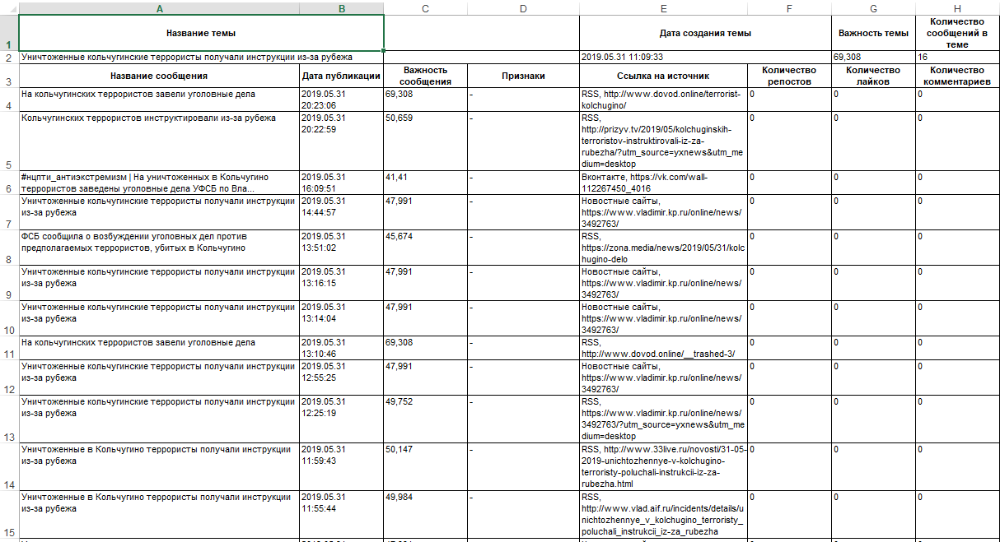 A B C D E F G H
1
Название темы
Дата создания темы
Важность темы
Количество
сообщений в
теме
2
Уничтоженные кольчугинские террористы получали инструкции из-за рубежа
2019.05.31 11:09:33
69,308
16
3
Название сообщения
Дата публикации
Важность
сообщения
Признаки
Ссылка на источник
Количество
репостов
Количество
лайков
Количество
комментариев
4
На кольчугинских террористов завели уголовные дела
2019.05.31
20:23:06
69,308
-
RSS, http://www.dovod.online/terrorist-
kolchugino/
0
0
0
5
Кольчугинских террористов инструктировали из-за рубежа
2019.05.31
20:22:59
50,659
-
RSS,
http://prizyv.tv/2019/05/kolchuginskih-
terroristov-instruktirovali-iz-za-
rubezha/?utm_source=yxnews&utm_me
dium=desktop
0
0
0
6
#нцпти_антиэкстремизм | На уничтоженных в Кольчугино
террористов заведены уголовные дела УФСБ по Вла...
2019.05.31
16:09:51
41,41
-
Вконтакте, https://vk.com/wall-
112267450_4016
0
0
0
7
Уничтоженные кольчугинские террористы получали инструкции
из-за рубежа
2019.05.31
14:44:57
47,991
-
Новостные сайты,
https://www.vladimir.kp.ru/online/news/
3492763/
0
0
0
8
ФСБ сообщила о возбуждении уголовных дел против
предполагаемых террористов, убитых в Кольчугино
2019.05.31
13:51:02
45,674
-
RSS,
https://zona.media/news/2019/05/31/kolc
hugino-delo
0
0
0
9
Уничтоженные кольчугинские террористы получали инструкции
из-за рубежа
2019.05.31
13:16:15
47,991
-
Новостные сайты,
https://www.vladimir.kp.ru/online/news/
3492763/
0
0
0
10
Уничтоженные кольчугинские террористы получали инструкции
из-за рубежа
2019.05.31
13:14:04
47,991
-
Новостные сайты,
https://www.vladimir.kp.ru/online/news/
3492763/
0
0
0
11
На кольчугинских террористов завели уголовные дела
2019.05.31
13:10:46
69,308
-
RSS,
http://www.dovod.online/__trashed-3/
0
0
0
12
Уничтоженные кольчугинские террористы получали инструкции
из-за рубежа
2019.05.31
12:55:25
47,991
-
Новостные сайты,
https://www.vladimir.kp.ru/online/news/
3492763/
0
0
0
13
Уничтоженные кольчугинские террористы получали инструкции
из-за рубежа
2019.05.31
12:25:19
49,752
-
RSS,
https://www.vladimir.kp.ru/online/news/
3492763/?utm_source=yxnews&utm_me
dium=desktop
0
0
0
14
Уничтоженные в Кольчугино террористы получали инструкции
из-за рубежа
2019.05.31
11:59:43
50,147
-
RSS, http://www.33live.ru/novosti/31-05-
2019-unichtozhennye-v-kolchugino-
terroristy-poluchali-instrukcii-iz-za-
rubezha.html
0
0
0
15
Уничтоженные в Кольчугино террористы получали инструкции
из-за рубежа
2019.05.31
11:55:44
49,984
-
RSS,
http://www.vlad.aif.ru/incidents/details/u
nichtozhennye_v_kolchugino_terroristy_
poluchali_instrukcii_iz-za_rubezha
0
0
0